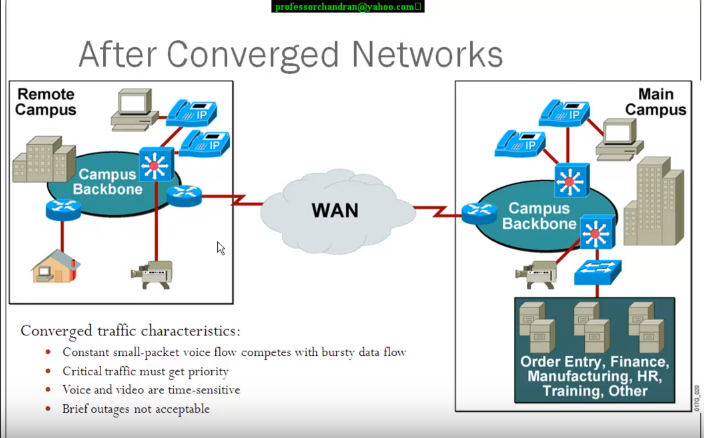 professorchandran@yahoo.com
After Converged Networks
Remote
Campus
IP
IP
Campus
Backbone
WAN
Main
Campus
IP
IP
Campus
Backbone
Order Entry, Finance,
Manufacturing, HR,
Training, Other
Converged traffic characteristics:
• Constant small-packet voice flow competes with bursty data flow
• Critical traffic must get priority
• Voice and video are time-sensitive
• Brief outages not acceptable